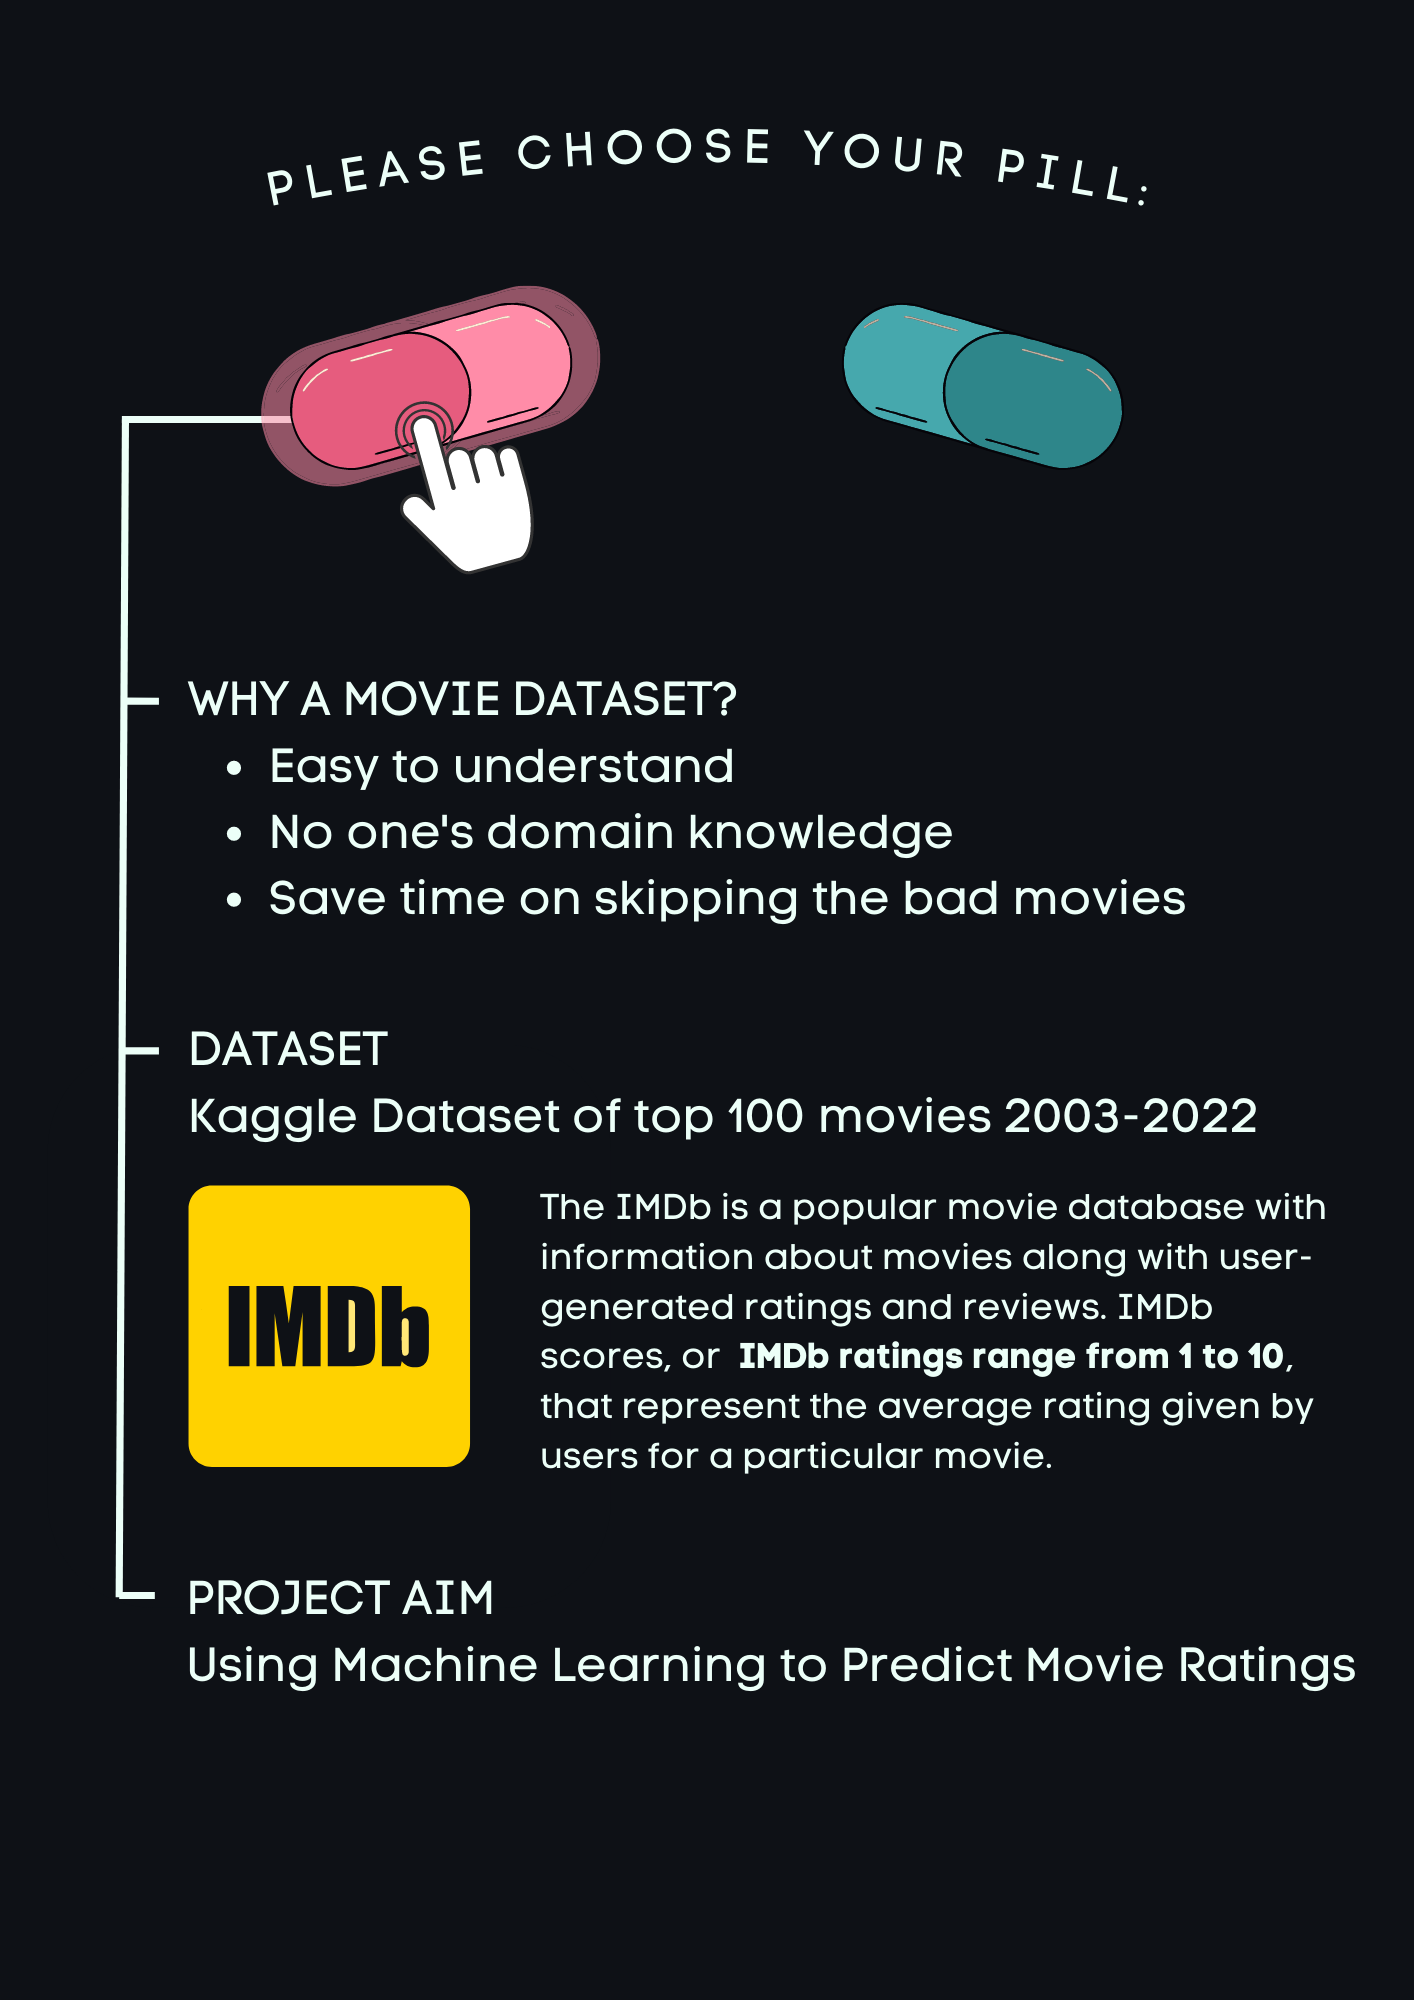 PLEASE CHOOSE YOUR PILL:
WHY A MOVIE DATASET?
• Easy to understand
• No one's domain knowledge
• Save time on skipping the bad movies
DATASET
Kaggle Dataset of top 100 movies 2003-2022
IMDb
The IMDb is a popular movie database with
information about movies along with user-
generated ratings and reviews. IMDb
scores, or IMDb ratings range from 1 to 10,
that represent the average rating given by
users for a particular movie.
PROJECT AIM
Using Machine Learning to Predict Movie Ratings